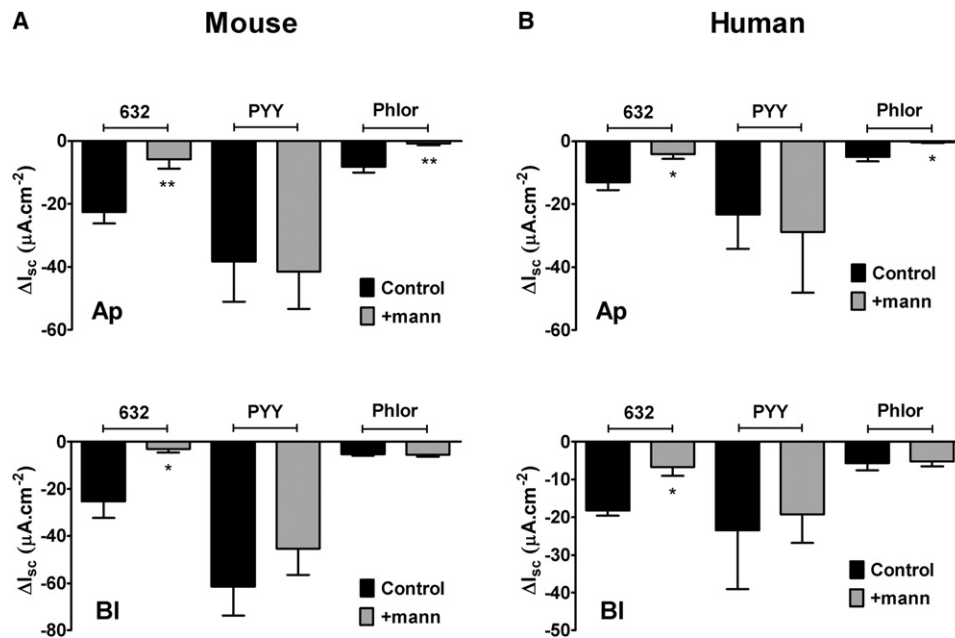 A Mouse
632 PYY Phlor
0
-20
-40
-60
ΔIsc (µA.cm-2)
**
**
Control
+mann
Ap
632 PYY Phlor
0
-20
-40
-60
-80
ΔIsc (µA.cm-2)
*
Control
+mann
Bl
B Human
632 PYY Phlor
0
-20
-40
-60
ΔIsc (µA.cm-2)
*
*
Control
+mann
Ap
632 PYY Phlor
0
-10
-20
-30
-40
-50
ΔIsc (µA.cm-2)
*
Control
+mann
Bl